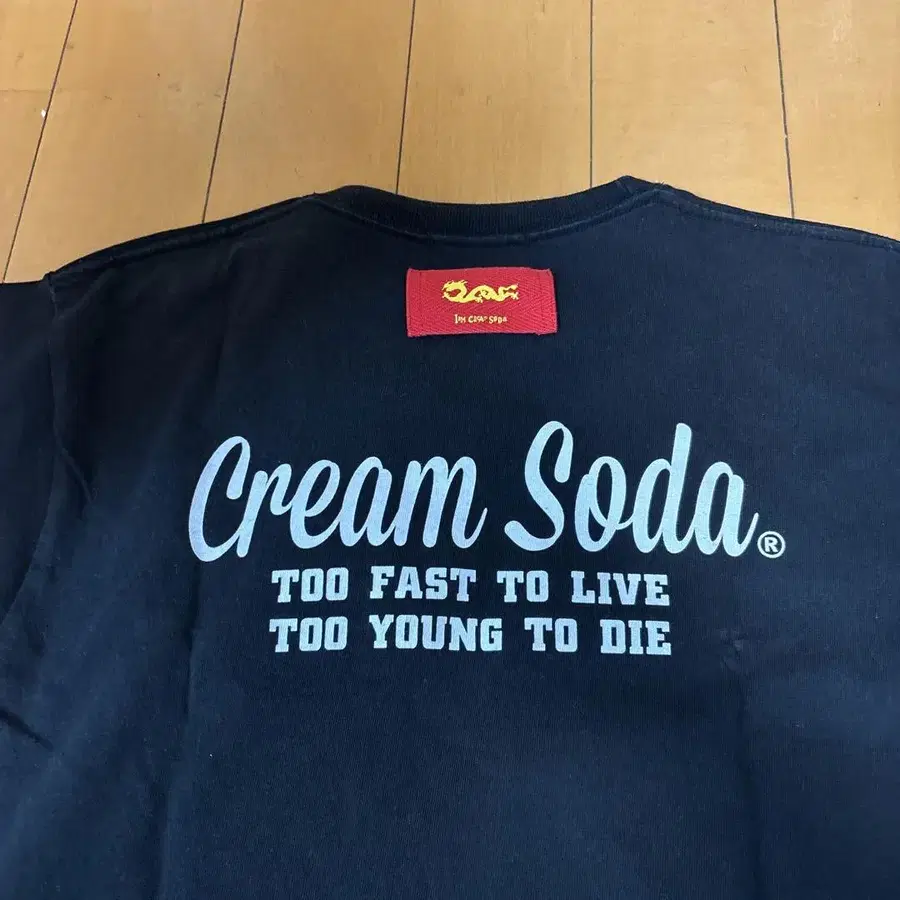 Cream Soda®
TOO FAST TO LIVE
TOO YOUNG TO DIE